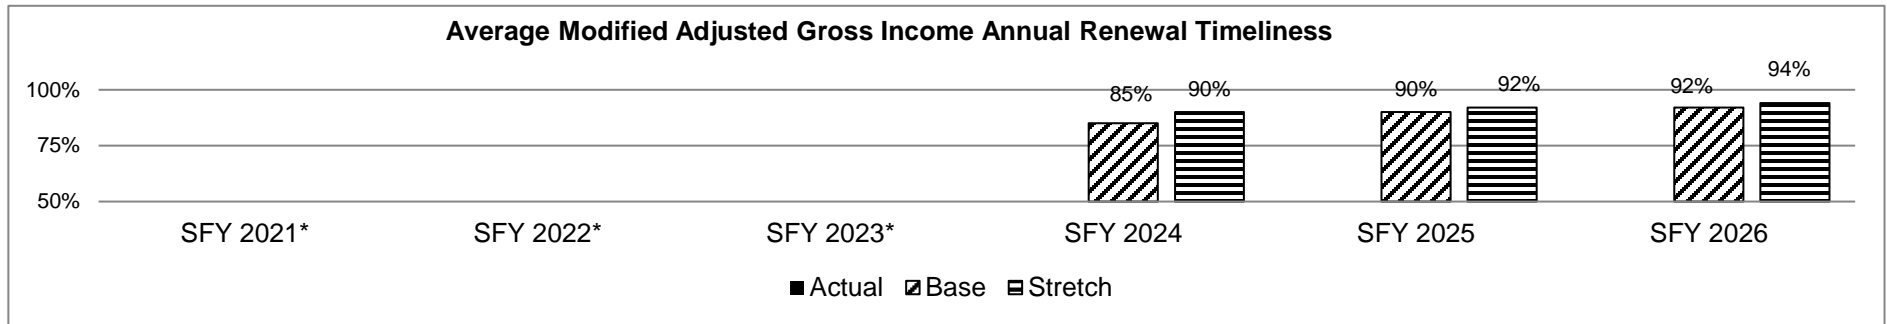 Average Modified Adjusted Gross Income Annual Renewal Timeliness
85% 90% 90% 92% 92% 94%
100%
75%
50%
SFY 2021* SFY 2022* SFY 2023* SFY 2024 SFY 2025 SFY 2026
Actual Base Stretch